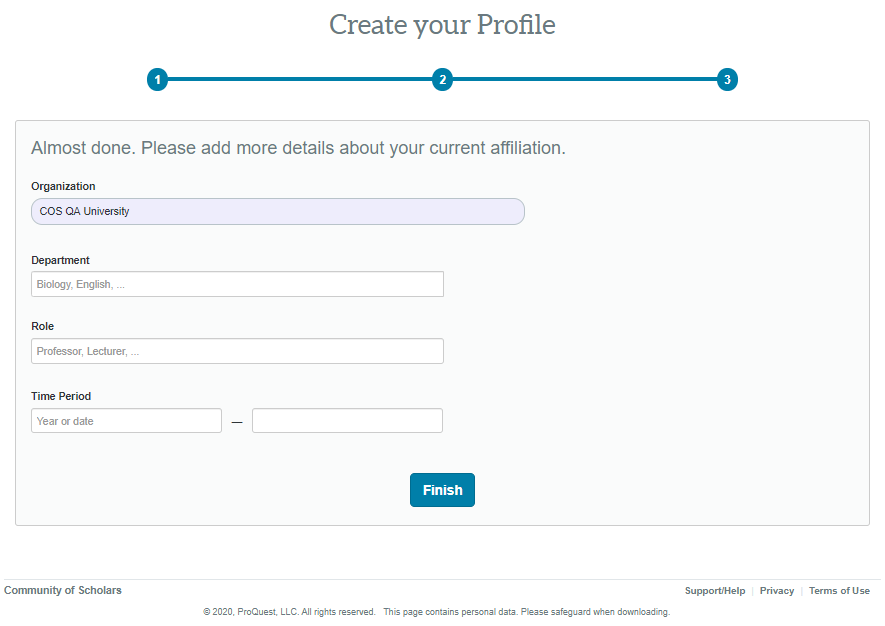 Create your Profile
1 2 3
Almost done. Please add more details about your current affiliation.
Organization
COS QA University
Department
Biology, English, ...
Role
Professor, Lecturer, ...
Time Period
Year or date —
Finish
Community of Scholars Support/Help | Privacy | Terms of Use
© 2020, ProQuest, LLC. All rights reserved. This page contains personal data. Please safeguard when downloading.